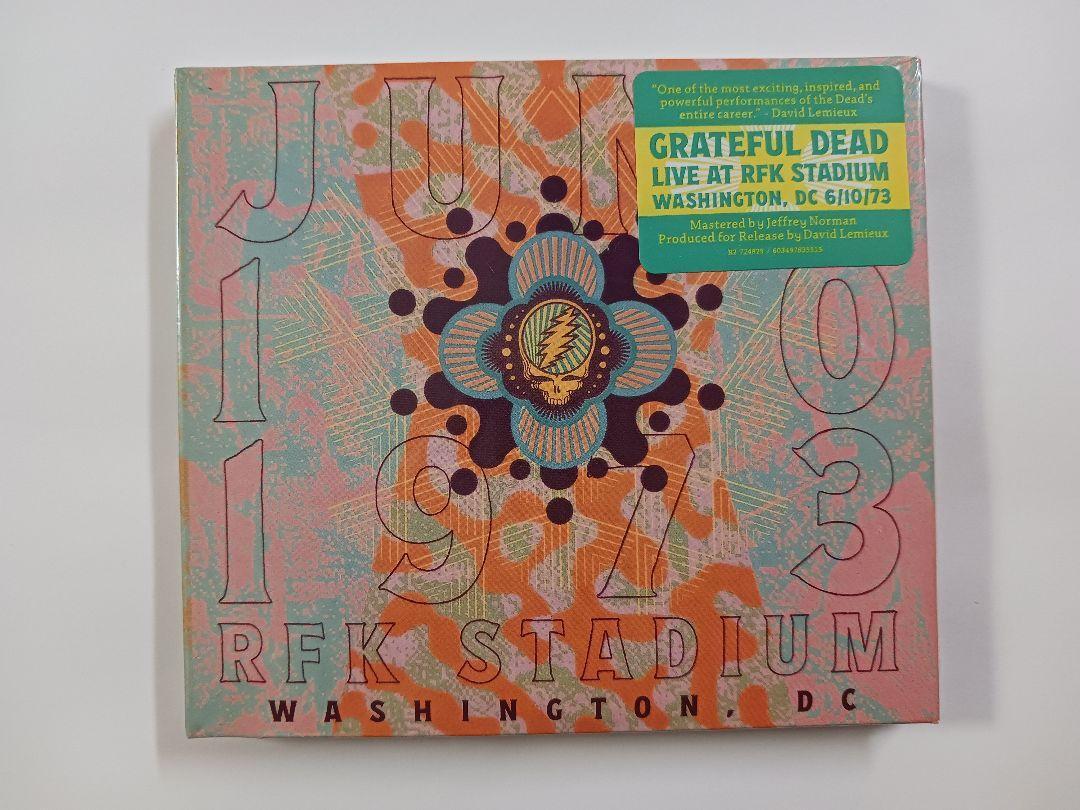 JUN
1 0
1973
RFK STADIUM
WASHINGTON, DC
"One of the most exciting, inspired, and
powerful performances of the Dead's
entire career." - David Lemieux
GRATEFUL DEAD
LIVE AT RFK STADIUM
WASHINGTON, DC 6/10/73
Mastered by Jeffrey Norman
Produced for Release by David Lemieux